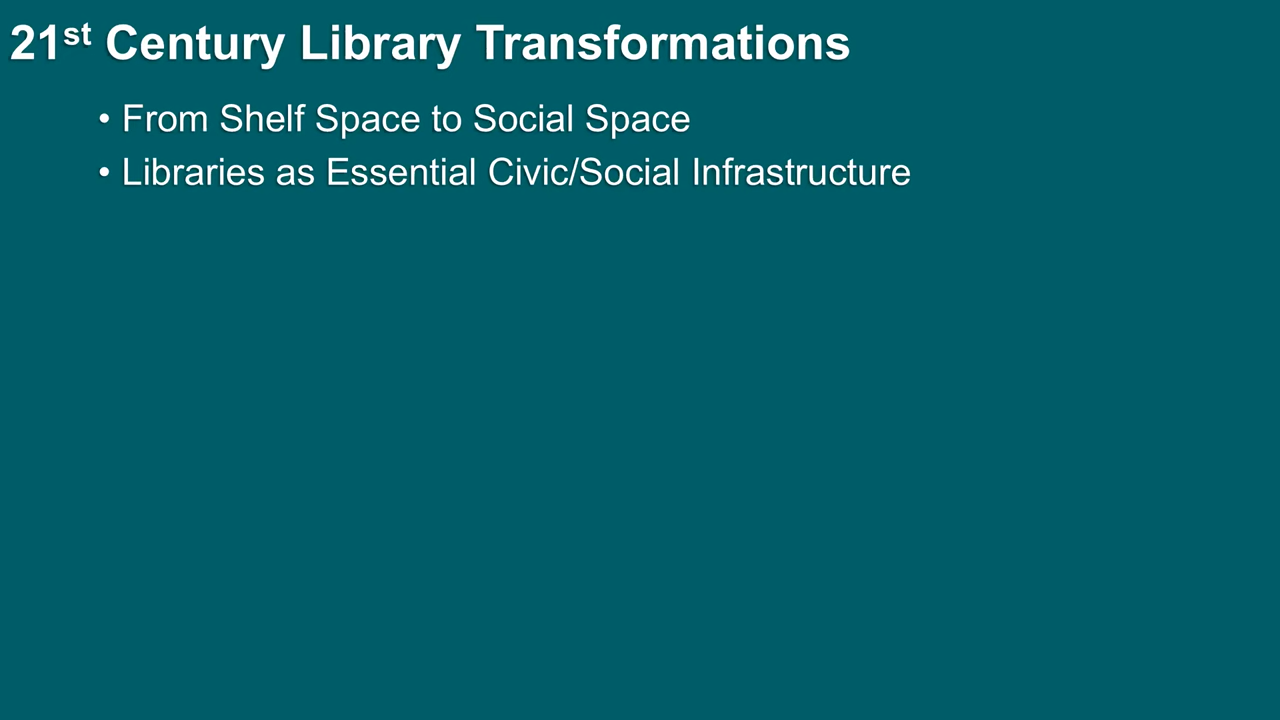 21st Century Library Transformations
• From Shelf Space to Social Space
• Libraries as Essential Civic/Social Infrastructure